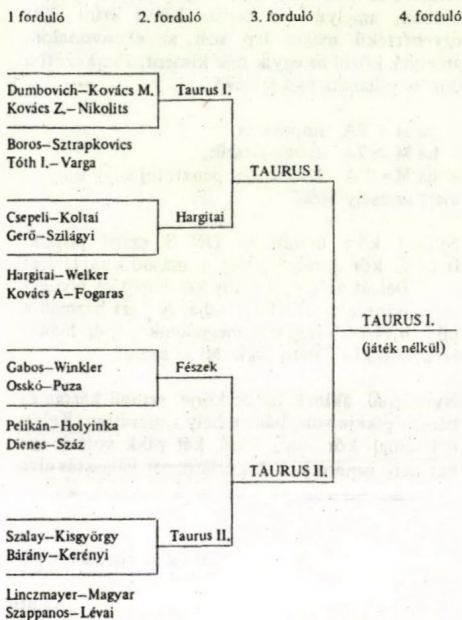 1 forduló 2. forduló 3. forduló 4. forduló
Dumbovich—Kovács M. Taurus I.
Kovács Z.—Nikolits
Boros—Sztrapkovics
Tóth I.—Varga
TAURUS I.
Csepeli—Koltai Hargitai
Gerő—Szilágyi
Hargitai—Welker
Kovács A—Fogaras
TAURUS I.
(játék nélkül)
Gabos—Winkler Fészek
Osskó—Puza
Pelikán—Holyinka
Dienes—Száz
TAURUS II.
Szalay—Kisgyörgy Taurus II.
Bárány—Kerényi
Linczmayer—Magyar
Szappanos—Lévai